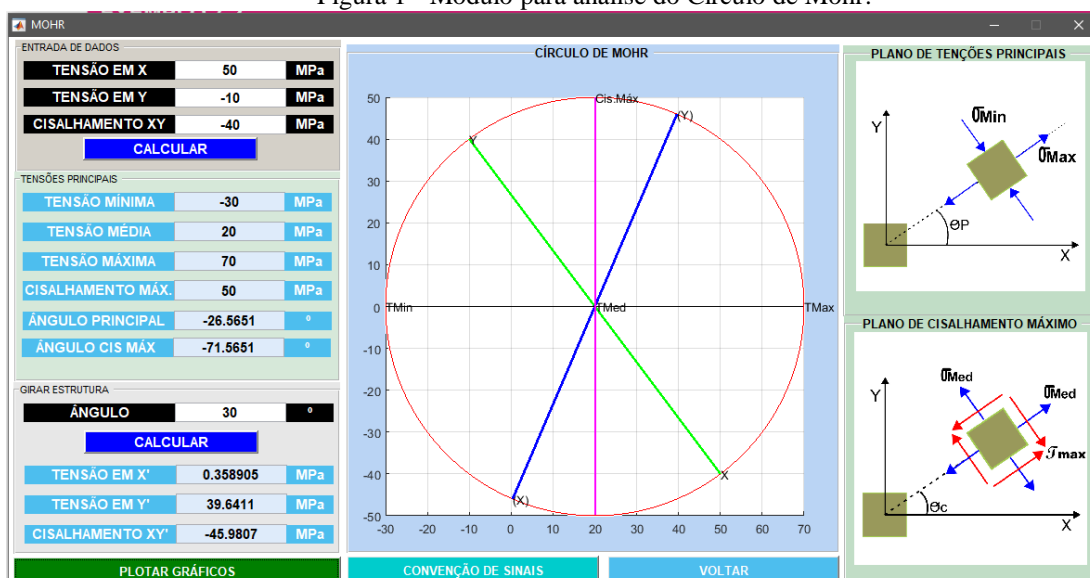 Figura 1 - Módulo para análise do Círculo de Mohr.
MOHR
ENTRADA DE DADOS
TENSÃO EM X 50 MPa
TENSÃO EM Y -10 MPa
CISALHAMENTO XY -40 MPa
CALCULAR
TENSÕES PRINCIPAIS
TENSÃO MÍNIMA -30 MPa
TENSÃO MÉDIA 20 MPa
TENSÃO MÁXIMA 70 MPa
CISALHAMENTO MÁX. 50 MPa
ÁNGULO PRINCIPAL -26.5651 º
ÁNGULO CIS MÁX -71.5651 º
GIRAR ESTRUTURA
ÁNGULO 30 º
CALCULAR
TENSÃO EM X' 0.358905 MPa
TENSÃO EM Y' 39.6411 MPa
CISALHAMENTO XY' -45.9807 MPa
PLOTAR GRÁFICOS
CÍRCULO DE MOHR
50
40
30
20
10
0
-10
-20
-30
-40
-50
Cis.Máx
(Y)
Y
TMin
TMed
TMax
X
(X)
-30 -20 -10 0 10 20 30 40 50 60 70
CONVENÇÃO DE SINAIS
VOLTAR
PLANO DE TENÇÕES PRINCIPAIS
Y
σMin
σMax
ΘP
X
PLANO DE CISALHAMENTO MÁXIMO
Y
σMed
σMed
τmax
Θc
X